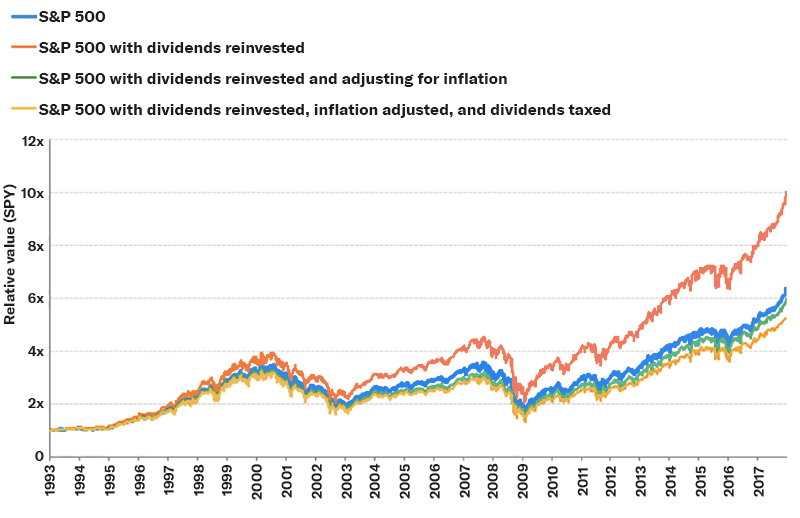 S&P 500
S&P 500 with dividends reinvested
S&P 500 with dividends reinvested and adjusting for inflation
S&P 500 with dividends reinvested, inflation adjusted, and dividends taxed
Relative value (SPY)
12x
10x
8x
6x
4x
2x
0
1993
1994
1995
1996
1997
1998
1999
2000
2001
2002
2003
2004
2005
2006
2007
2008
2009
2010
2011
2012
2013
2014
2015
2016
2017